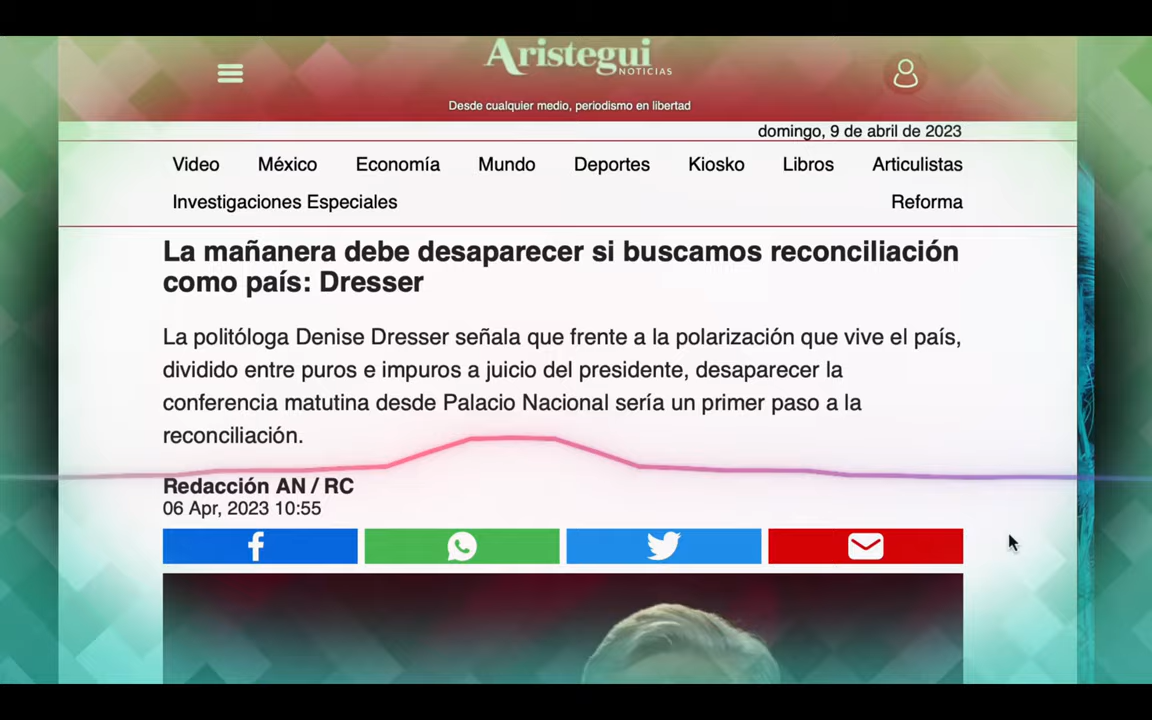 Aristegui
NOTICIAS
Desde cualquier medio, periodismo en libertad
domingo, 9 de abril de 2023
Video México Economía Mundo Deportes Kiosko Libros Articulistas
Investigaciones Especiales Reforma
La mañanera debe desaparecer si buscamos reconciliación
como país: Dresser
La politóloga Denise Dresser señala que frente a la polarización que vive el país,
dividido entre puros e impuros a juicio del presidente, desaparecer la
conferencia matutina desde Palacio Nacional sería un primer paso a la
reconciliación.
Redacción AN / RC
06 Apr, 2023 10:55